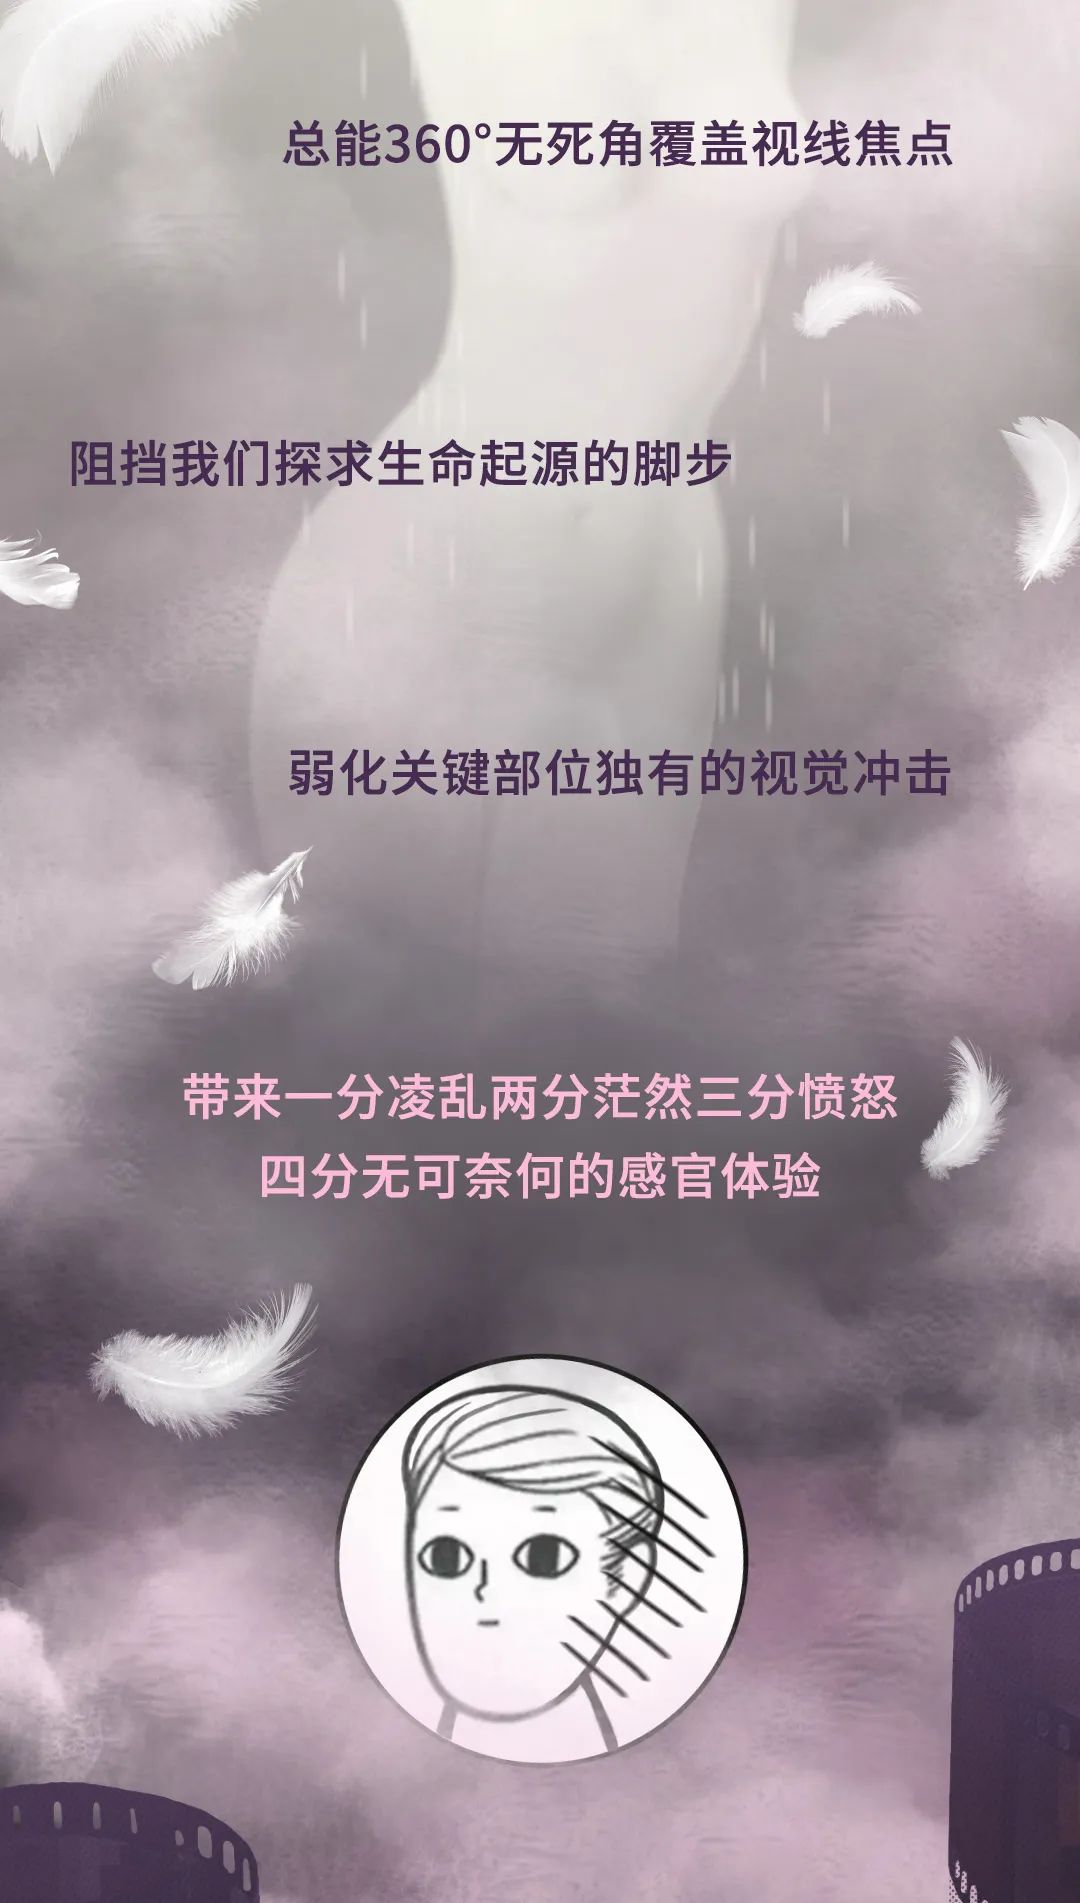 总能360°无死角覆盖视线焦点
阻挡我们探求生命起源的脚步
弱化关键部位独有的视觉冲击
带来一分凌乱两分茫然三分愤怒
四分无可奈何的感官体验